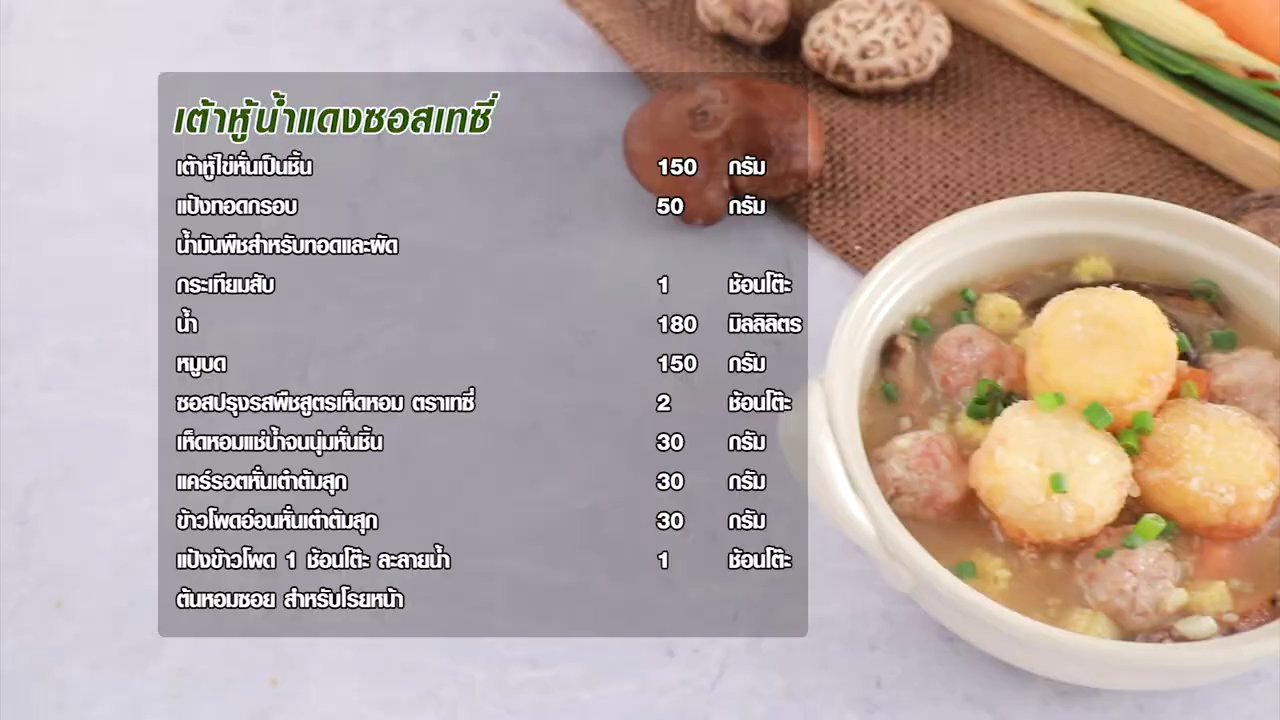 เต้าหู้น้ำแดงซอสเทซี่
เต้าหู้ไข่หั่นเป็นชิ้น 150 กรัม
แป้งทอดกรอบ 50 กรัม
น้ำมันพืชสำหรับทอดและผัด
กระเทียมสับ 1 ช้อนโต๊ะ
น้ำ 180 มิลลิลิตร
หมูบด 150 กรัม
ซอสปรุงรสพืชสูตรเห็ดหอม ตราเทซี่ 2 ช้อนโต๊ะ
เห็ดหอมแช่น้ำจนนุ่มหั่นชิ้น 30 กรัม
แคร์รอตหั่นเต๋าต้มสุก 30 กรัม
ข้าวโพดอ่อนหั่นเต๋าต้มสุก 30 กรัม
แป้งข้าวโพด 1 ช้อนโต๊ะ ละลายน้ำ 1 ช้อนโต๊ะ
ต้นหอมซอย สำหรับโรยหน้า